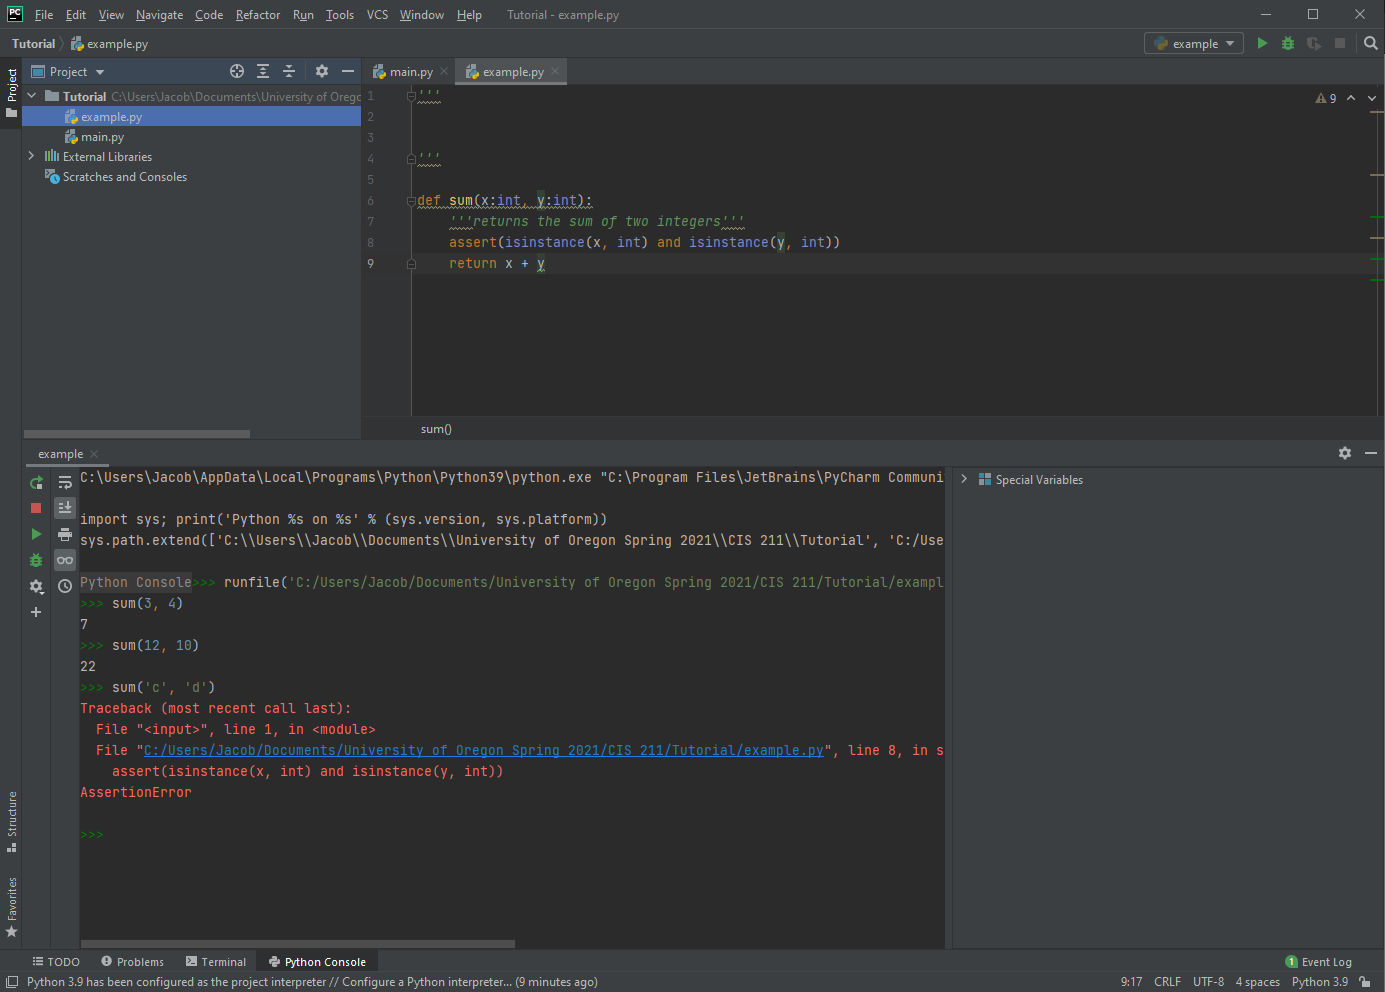 PC File Edit View Navigate Code Refactor Run Tools VCS Window Help Tutorial - example.py
Tutorial example.py example
Project main.py example.py
Project
Tutorial C:\Users\Jacob\Documents\University of Orego
example.py
main.py
External Libraries
Scratches and Consoles
1 '''
2
3
4 '''
5
6 def sum(x:int, y:int):
7 '''returns the sum of two integers'''
8 assert(isinstance(x, int) and isinstance(y, int))
9 return x + y
9
sum()
example
C:\Users\Jacob\AppData\Local\Programs\Python\Python39\python.exe "C:\Program Files\JetBrains\PyCharm Communi
import sys; print('Python %s on %s' % (sys.version, sys.platform))
sys.path.extend(['C:\\Users\\Jacob\\Documents\\University of Oregon Spring 2021\\CIS 211\\Tutorial', 'C:/Use
Python Console>>> runfile('C:/Users/Jacob/Documents/University of Oregon Spring 2021/CIS 211/Tutorial/exampl
>>> sum(3, 4)
7
>>> sum(12, 10)
22
>>> sum('c', 'd')
Traceback (most recent call last):
File "<input>", line 1, in <module>
File "C:/Users/Jacob/Documents/University of Oregon Spring 2021/CIS 211/Tutorial/example.py", line 8, in s
assert(isinstance(x, int) and isinstance(y, int))
AssertionError
>>>
Special Variables
Structure
Favorites
TODO Problems Terminal Python Console 1 Event Log
Python 3.9 has been configured as the project interpreter // Configure a Python interpreter... (9 minutes ago) 9:17 CRLF UTF-8 4 spaces Python 3.9